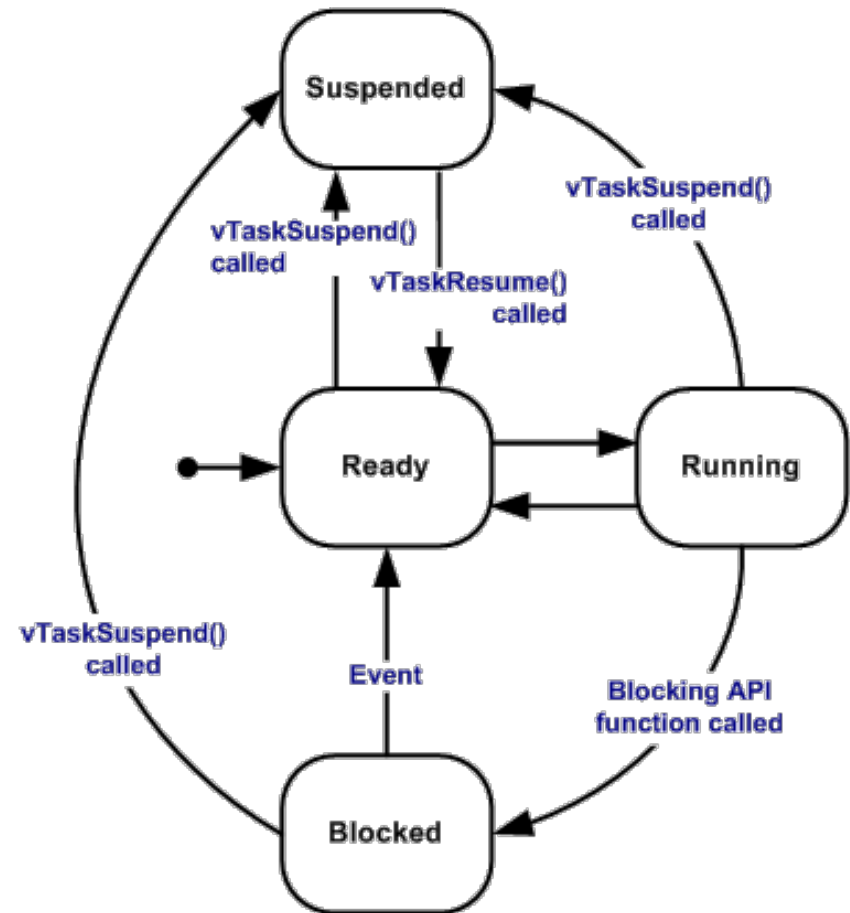 Suspended
vTaskSuspend()
called
vTaskSuspend()
called
vTaskResume()
called
Ready
Running
vTaskSuspend()
called
Event
Blocking API
function called
Blocked